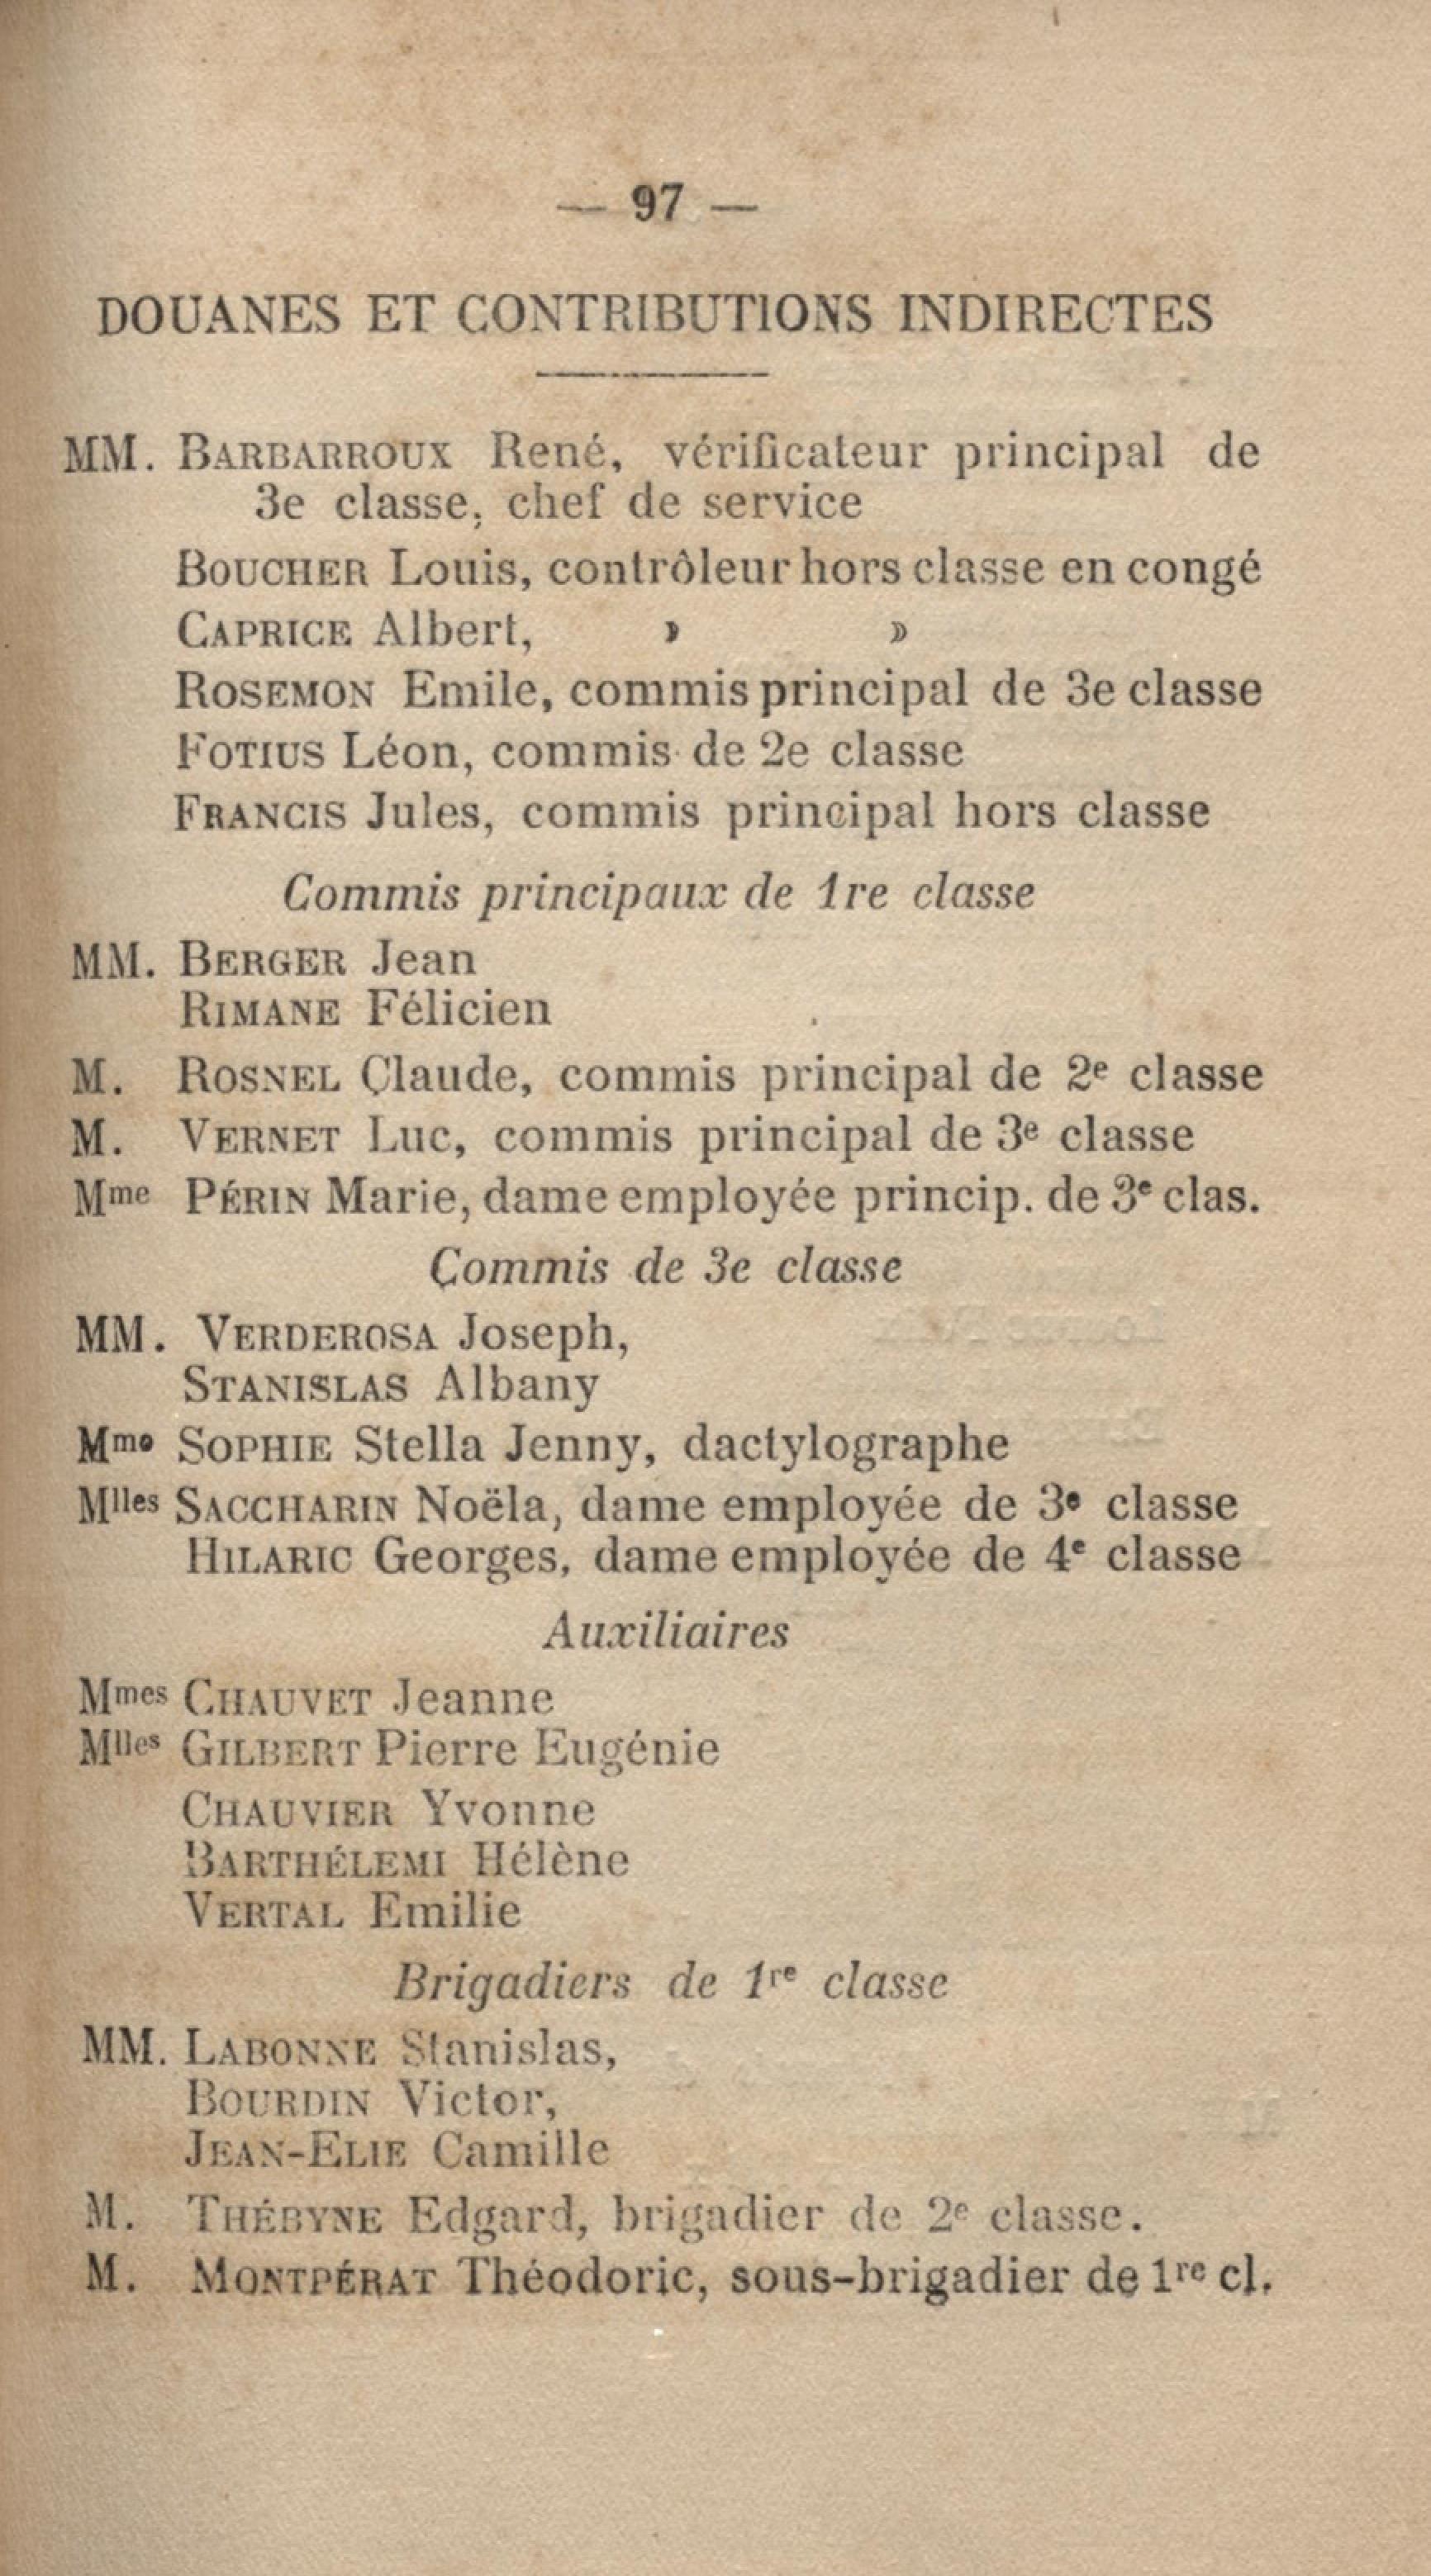 — 97 —
DOUANES ET CONTRIBUTIONS INDIRECTES
MM. BARBARROUX René, vérificateur principal de
3e classe, chef de service
BOUCHER Louis, contrôleur hors classe en congé
CAPRICE Albert, » »
ROSEMON Emile, commis principal de 3e classe
FOTIUS Léon, commis de 2e classe
FRANCIS Jules, commis principal hors classe
Commis principaux de 1re classe
MM. BERGER Jean
RIMANE Félicien
M. ROSNEL Claude, commis principal de 2e classe
M. VERNET Luc, commis principal de 3e classe
Mme PÉRIN Marie, dame employée princip. de 3e clas.
Commis de 3e classe
MM. VERDEROSA Joseph,
STANISLAS Albany
Mme SOPHIE Stella Jenny, dactylographe
Mlles SACCHARIN Noëla, dame employée de 3e classe
HILARIC Georges, dame employée de 4e classe
Auxiliaires
Mmes CHAUVET Jeanne
Mlles GILBERT Pierre Eugénie
CHAUVIER Yvonne
BARTHÉLEMI Hélène
VERTAL Emilie
Brigadiers de 1re classe
MM. LABONNE Stanislas,
BOURDIN Victor,
JEAN-ELIE Camille
M. THÉBYNE Edgard, brigadier de 2e classe.
M. MONTPÉRAT Théodoric, sous-brigadier de 1re cl.